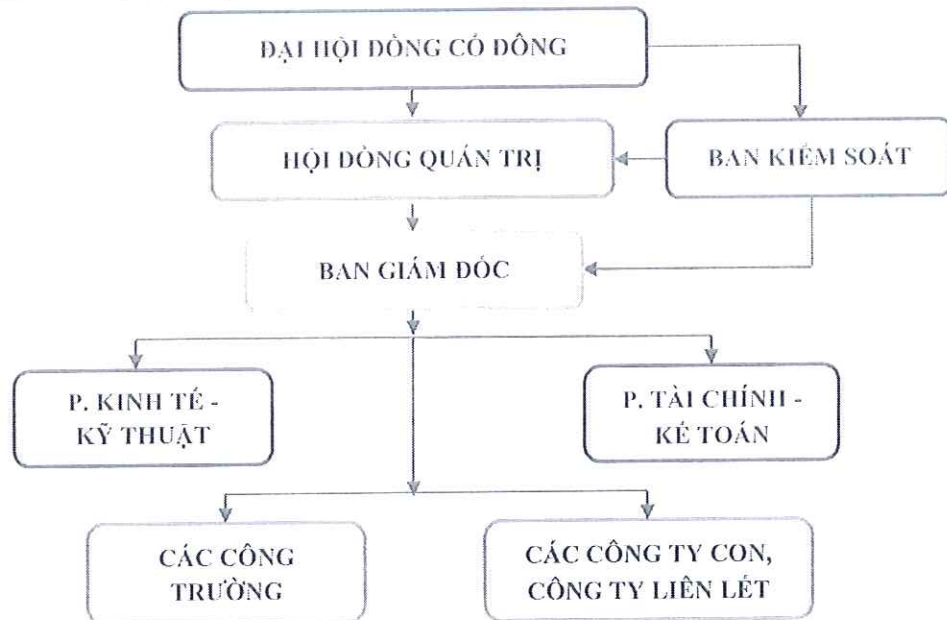 ĐẠI HỘI ĐỒNG CỔ ĐÔNG
HỘI ĐỒNG QUẢN TRỊ
BAN KIỂM SOÁT
BAN GIÁM ĐỐC
P. KINH TẾ -
KỸ THUẬT
P. TÀI CHÍNH -
KẾ TOÁN
CÁC CÔNG
TRƯỜNG
CÁC CÔNG TY CON,
CÔNG TY LIÊN LẾT